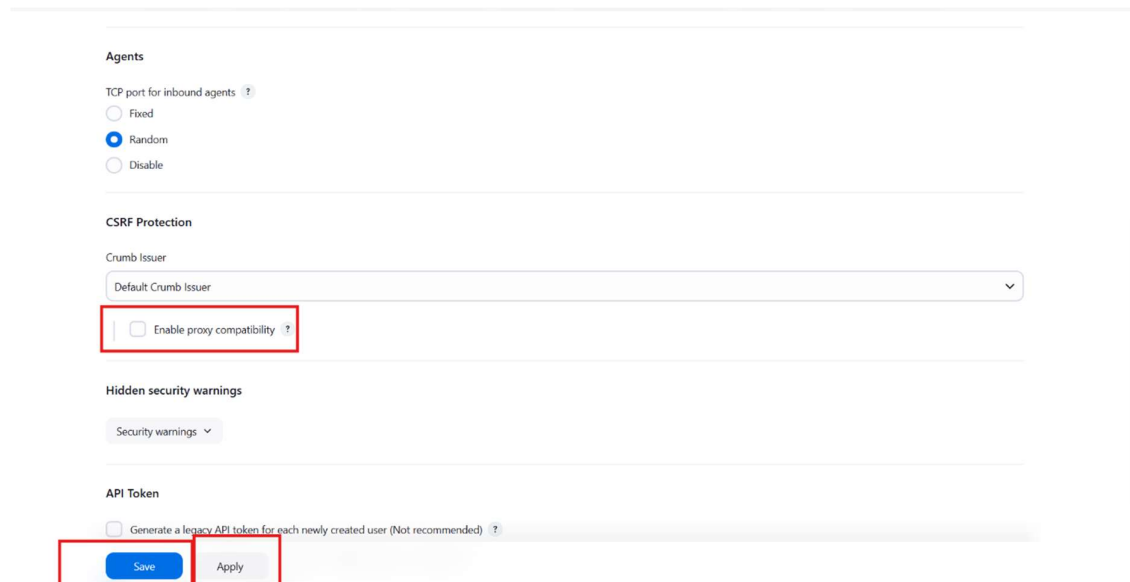 Agents
TCP port for inbound agents ?
Fixed
Random
Disable
CSRF Protection
Crumb Issuer
Default Crumb Issuer
Enable proxy compatibility ?
Hidden security warnings
Security warnings
API Token
Generate a legacy API token for each newly created user (Not recommended) ?
Save Apply